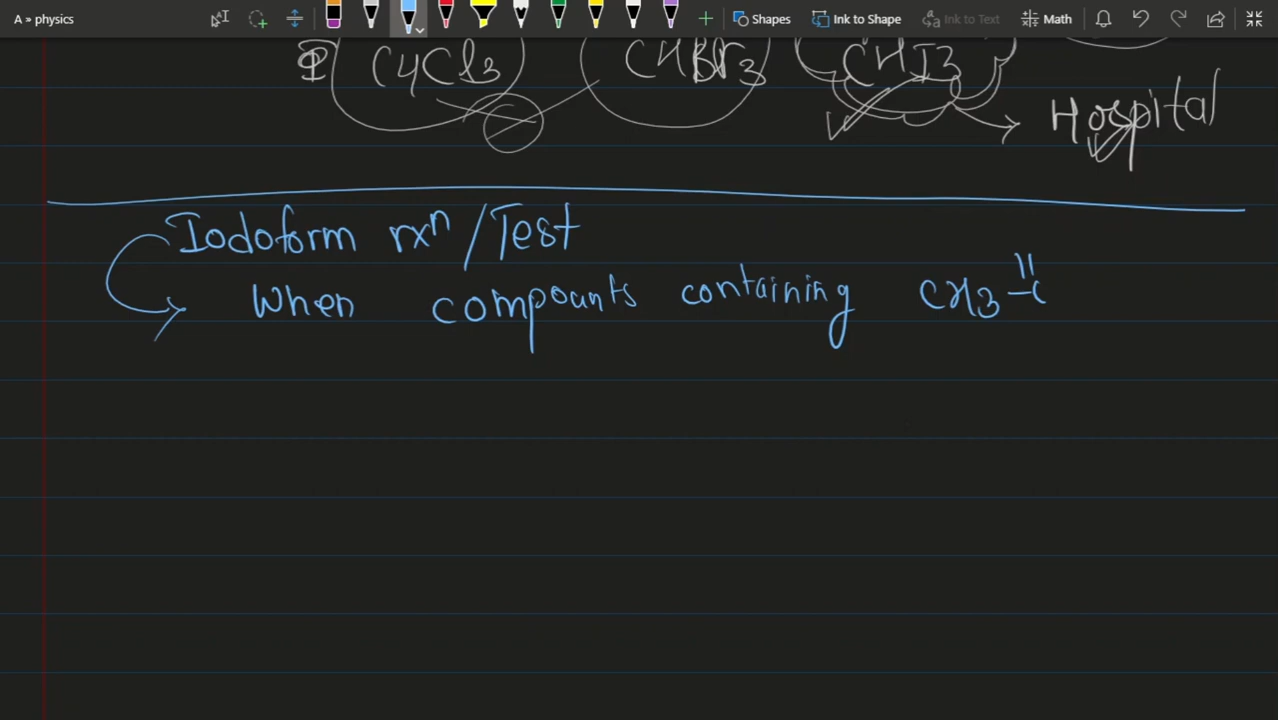 A » physics
Shapes
Ink to Shape
Ink to Text
Math
CHCl3 CHBr3 CHI3
Hospital
Iodoform rxⁿ/Test
When compounts containing CH3-C